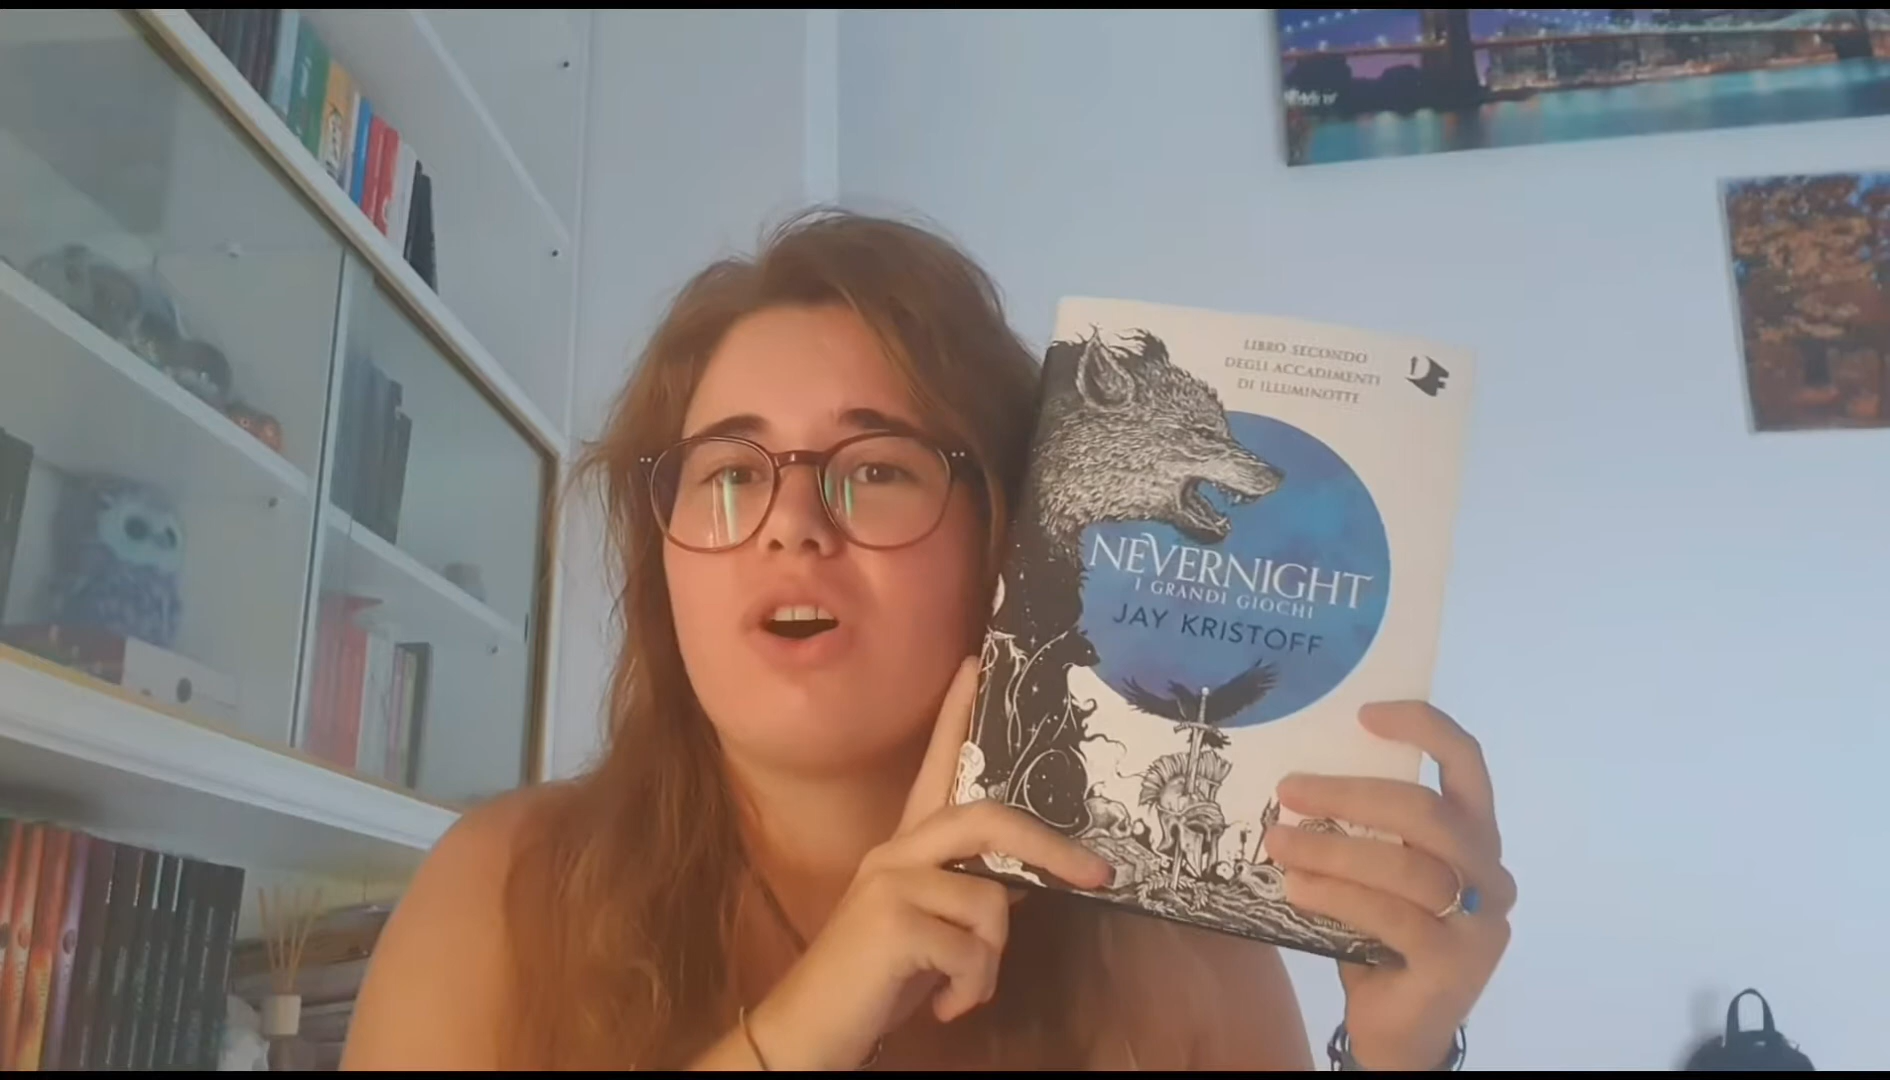 LIBRO SECONDO
DEGLI ACCADIMENTI
DI ILLUMINOTTE
NEVERNIGHT
I GRANDI GIOCHI
JAY KRISTOFF